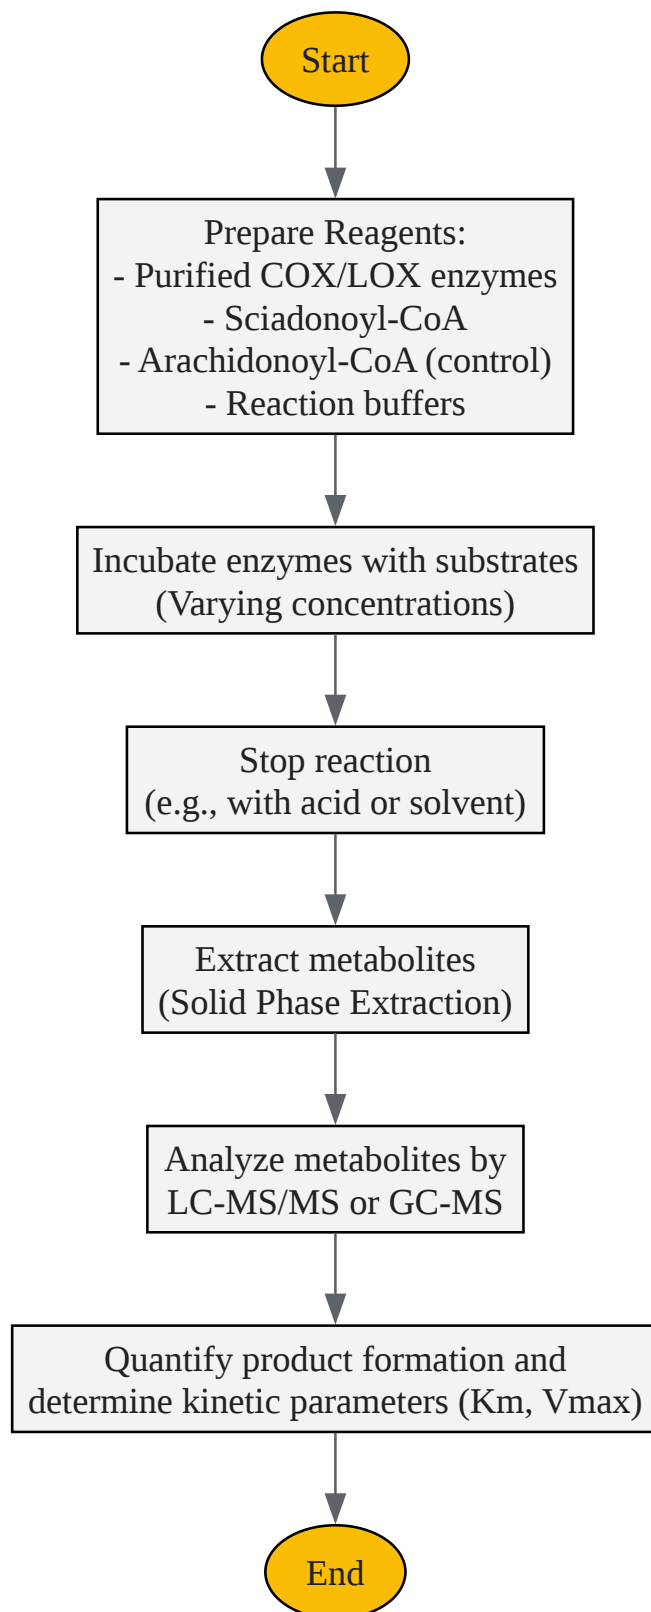 Start
Prepare Reagents:
- Purified COX/LOX enzymes
- Sciadonoyl-CoA
- Arachidonoyl-CoA (control)
- Reaction buffers
Incubate enzymes with substrates
(Varying concentrations)
Stop reaction
(e.g., with acid or solvent)
Extract metabolites
(Solid Phase Extraction)
Analyze metabolites by
LC-MS/MS or GC-MS
Quantify product formation and
determine kinetic parameters (Km, Vmax)
End